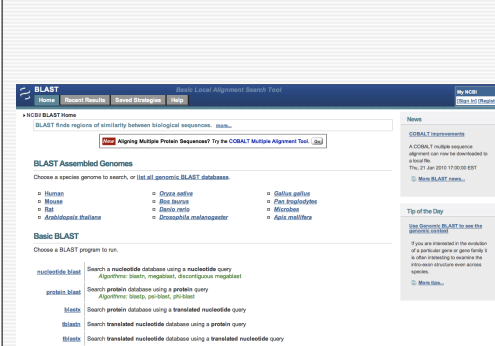 BLAST
Basic Local Alignment Search Tool
My NCBI
Home Recent Results Saved Strategies Help
[Sign In] [Regist
NCBI/ BLAST Home
BLAST finds regions of similarity between biological sequences. more...
New Aligning Multiple Protein Sequences? Try the COBALT Multiple Alignment Tool. Go
BLAST Assembled Genomes
Choose a species genome to search, or list all genomic BLAST databases.
Human
Mouse
Rat
Arabidopsis thaliana
Oryza sativa
Bos taurus
Danio rerio
Drosophila melanogaster
Gallus gallus
Pan troglodytes
Microbes
Apis mellifera
Basic BLAST
Choose a BLAST program to run.
nucleotide blast Search a nucleotide database using a nucleotide query
Algorithms: blastn, megablast, discontiguous megablast
protein blast Search protein database using a protein query
Algorithms: blastp, psi-blast, phi-blast
blastx Search protein database using a translated nucleotide query
tblastn Search translated nucleotide database using a protein query
tblastx Search translated nucleotide database using a translated nucleotide query
News
COBALT improvements
A COBALT multiple sequence
alignment can now be downloaded to
a local file.
Thu, 21 Jan 2010 17:00:00 EST
More BLAST news...
Tip of the Day
Use Genomic BLAST to see the
genomic context
If you are interested in the evolution
of a particular gene or gene family it
is often interesting to examine the
intro-exon structure even across
species.
More tips...